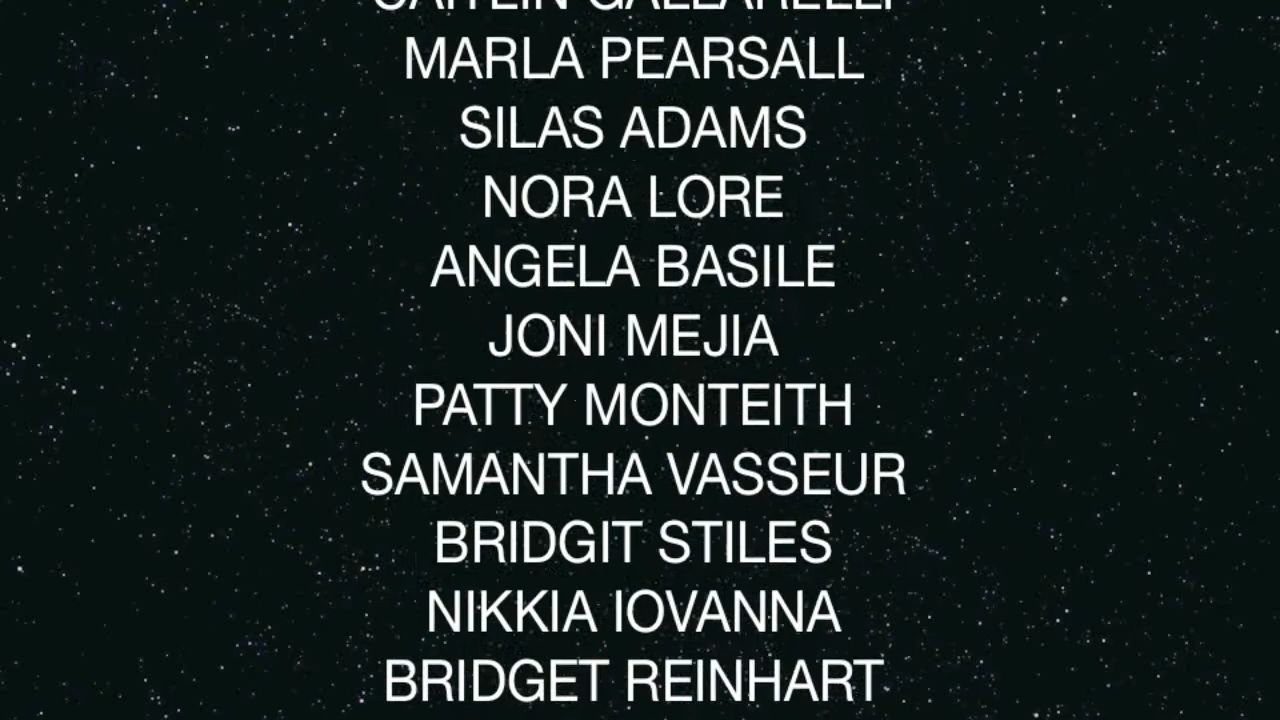 MARLA PEARSALL
SILAS ADAMS
NORA LORE
ANGELA BASILE
JONI MEJIA
PATTY MONTEITH
SAMANTHA VASSEUR
BRIDGIT STILES
NIKKIA IOVANNA
BRIDGET REINHART